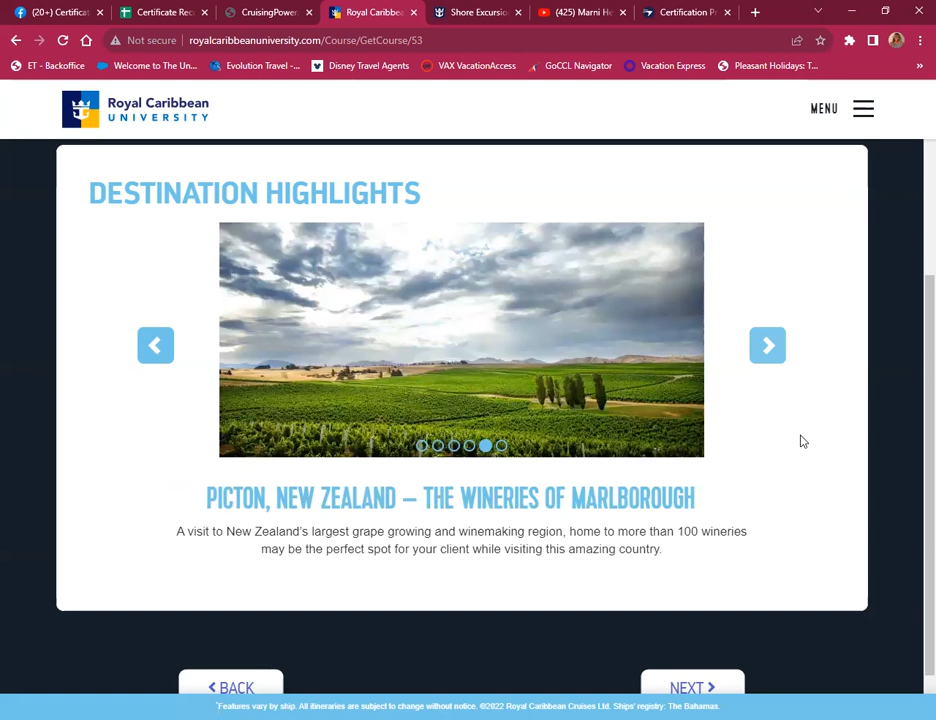 (20+) Certificat
Certificate Rec
CruisingPower.
Royal Caribbea
Shore Excursio
(425) Marni He
Certification Pr
Not secure
royalcaribbeanuniversity.com/Course/GetCourse/53
ET - Backoffice
Welcome to The Un...
Evolution Travel -...
Disney Travel Agents
VAX VacationAccess
GoCCL Navigator
Vacation Express
Pleasant Holidays: T...
»
Royal Caribbean
UNIVERSITY
MENU
DESTINATION HIGHLIGHTS
PICTON, NEW ZEALAND – THE WINERIES OF MARLBOROUGH
A visit to New Zealand's largest grape growing and winemaking region, home to more than 100 wineries
may be the perfect spot for your client while visiting this amazing country.
BACK
NEXT
*Features vary by ship. All itineraries are subject to change without notice. ©2022 Royal Caribbean Cruises Ltd. Ships' registry: The Bahamas.